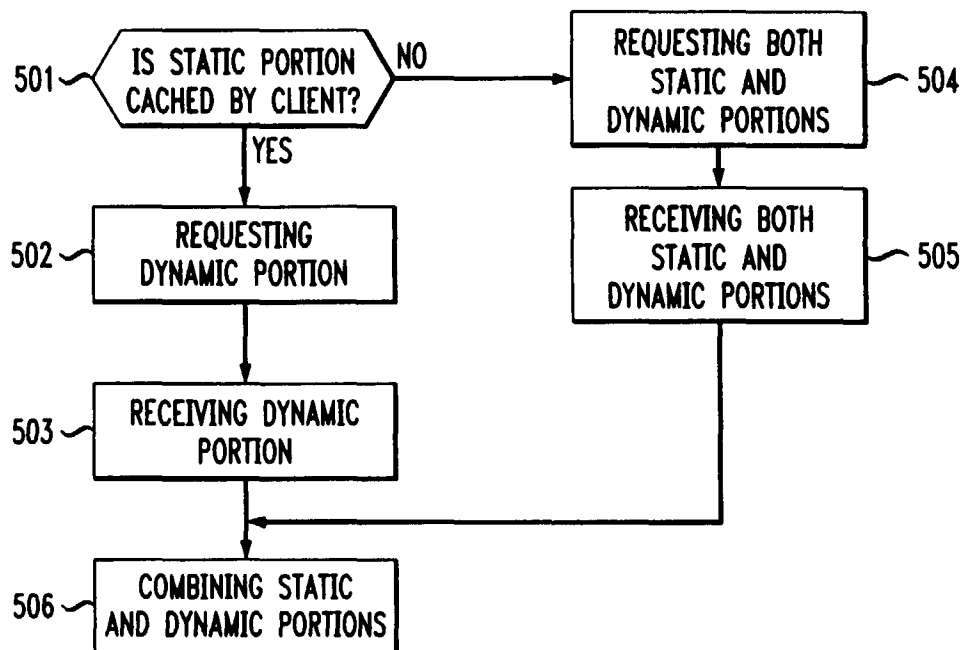 501
IS STATIC PORTION
CACHED BY CLIENT?
NO
YES
REQUESTING BOTH
STATIC AND
DYNAMIC PORTIONS
504
502
REQUESTING
DYNAMIC PORTION
RECEIVING BOTH
STATIC AND
DYNAMIC PORTIONS
505
503
RECEIVING DYNAMIC
PORTION
506
COMBINING STATIC
AND DYNAMIC PORTIONS